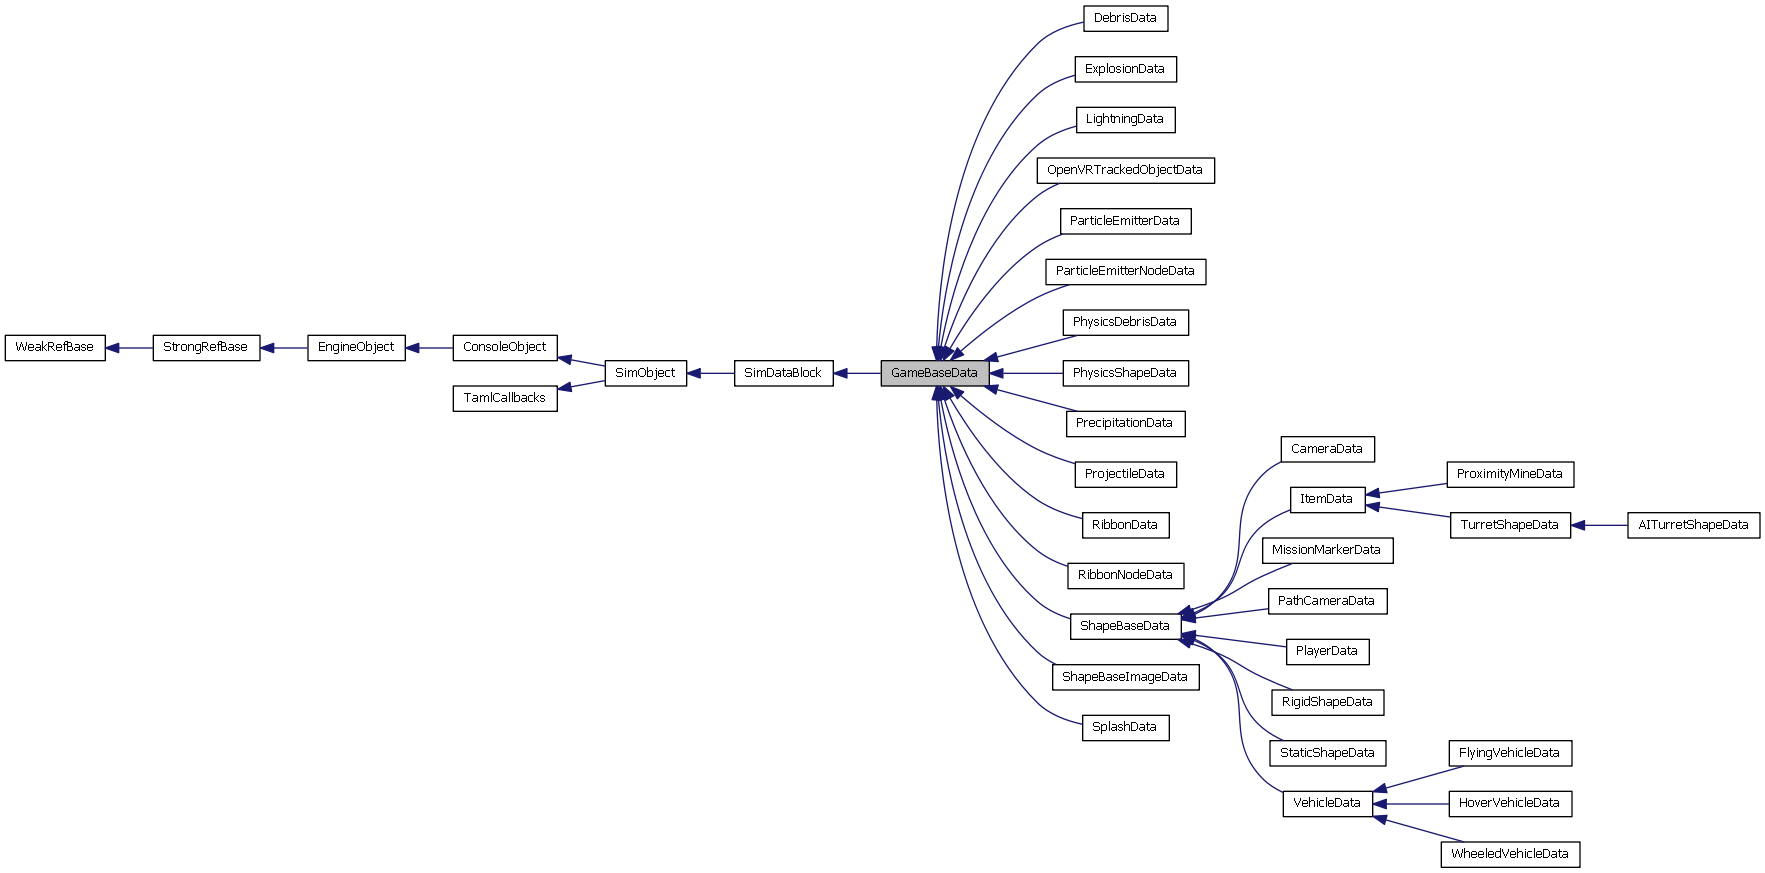 DebrisData
ExplosionData
LightningData
OpenVRTrackedObjectData
ParticleEmitterData
ParticleEmitterNodeData
PhysicsDebrisData
WeakRefBase
StrongRefBase
EngineObject
ConsoleObject
SimObject
SimDataBlock
GameBaseData
PhysicsShapeData
TamlCallbacks
PrecipitationData
CameraData
ProjectileData
ProximityMineData
ItemData
RibbonData
TurretShapeData
AITurretShapeData
MissionMarkerData
RibbonNodeData
PathCameraData
ShapeBaseData
PlayerData
ShapeBaseImageData
RigidShapeData
SplashData
StaticShapeData
FlyingVehicleData
VehicleData
HoverVehicleData
WheeledVehicleData